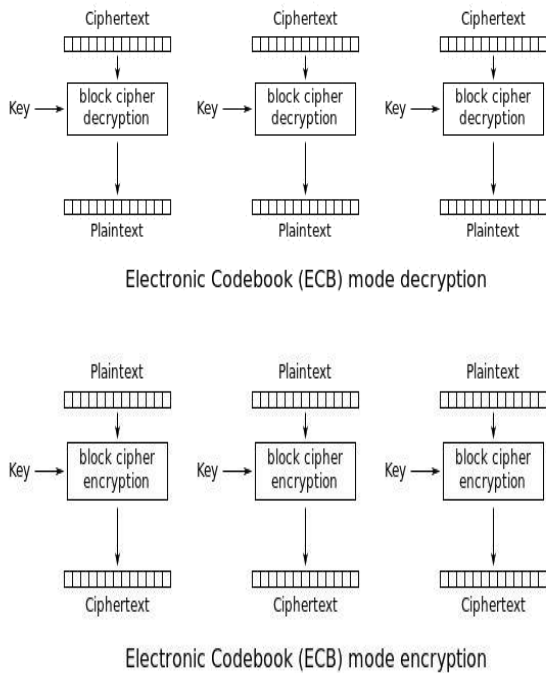 Ciphertext Ciphertext Ciphertext
Key block cipher decryption Key block cipher decryption Key block cipher decryption
Plaintext Plaintext Plaintext
Electronic Codebook (ECB) mode decryption
Plaintext Plaintext Plaintext
Key block cipher encryption Key block cipher encryption Key block cipher encryption
Ciphertext Ciphertext Ciphertext
Electronic Codebook (ECB) mode encryption